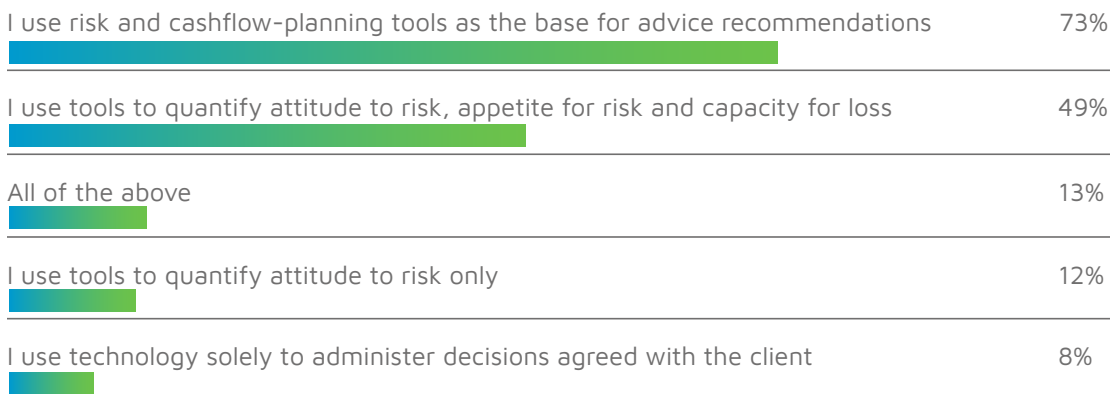 I use risk and cashflow-planning tools as the base for advice recommendations 73%
I use tools to quantify attitude to risk, appetite for risk and capacity for loss 49%
All of the above 13%
I use tools to quantify attitude to risk only 12%
I use technology solely to administer decisions agreed with the client 8%